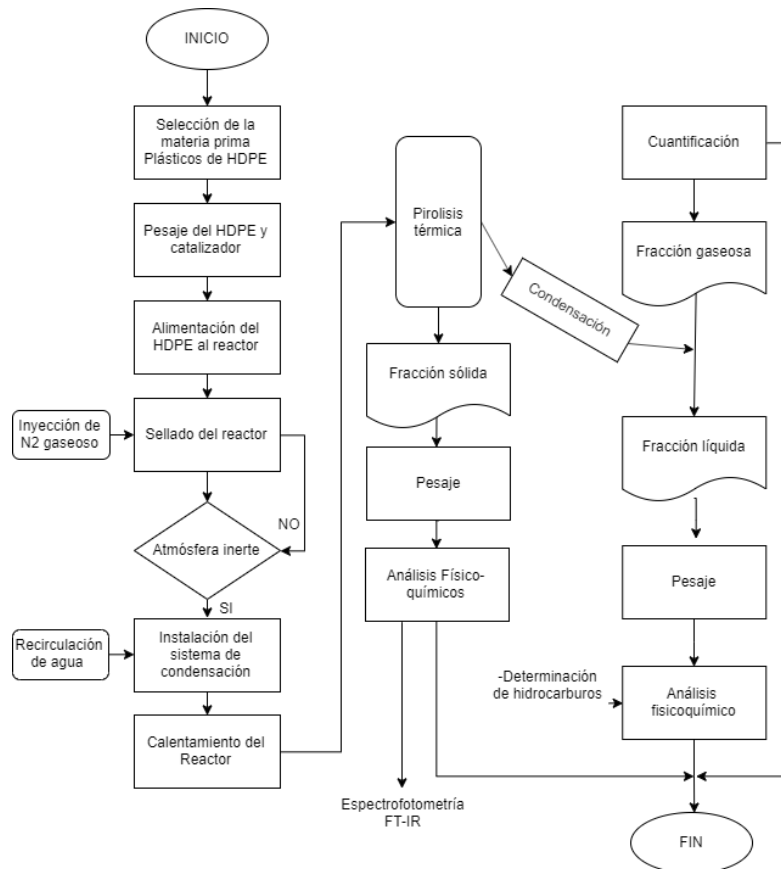 INICIO
Selección de la
materia prima
Plásticos de HDPE
Pesaje del HDPE y
catalizador
Alimentación del
HDPE al reactor
Inyección de
N2 gaseoso
Sellado del reactor
NO
Atmósfera inerte
SI
Recirculación
de agua
Instalación del
sistema de
condensación
Calentamiento del
Reactor
Pirolisis
térmica
Condensación
Fracción sólida
Pesaje
Análisis Físico-
químicos
Espectrofotometría
FT-IR
Cuantificación
Fracción gaseosa
Fracción líquida
Pesaje
-Determinación
de hidrocarburos
Análisis
fisicoquímico
FIN